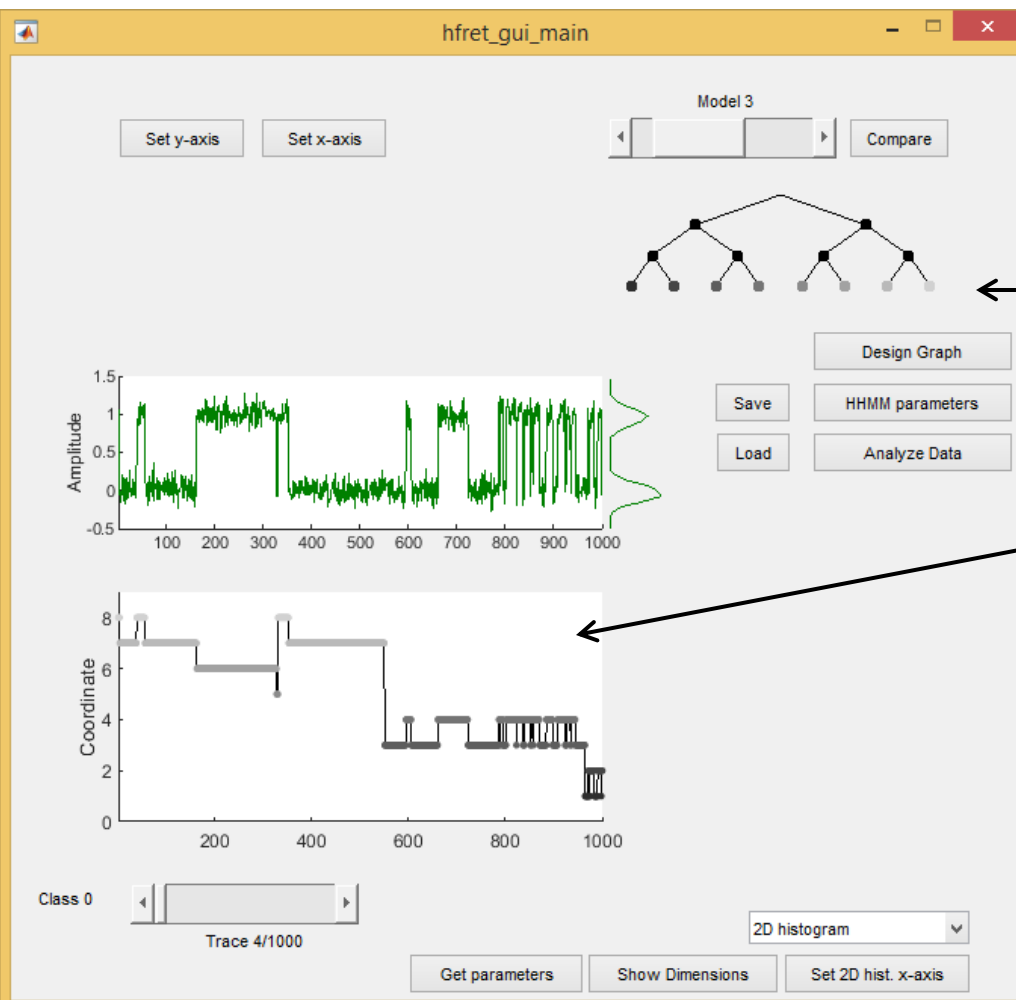 hfret_gui_main
Model 3
Set y-axis
Set x-axis
Compare
Design Graph
Save
HHMM parameters
Load
Analyze Data
Amplitude
1.5
1
0.5
0
-0.5
100 200 300 400 500 600 700 800 900 1000
Coordinate
8
6
4
2
0
200 400 600 800 1000
Class 0
Trace 4/1000
2D histogram
Get parameters
Show Dimensions
Set 2D hist. x-axis